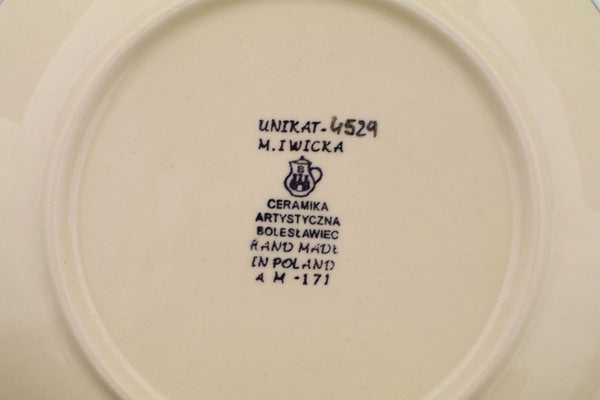 UNIKAT-4529
M.IWICKA
B
CERAMIKA
ARTYSTYCZNA
BOLESŁAWIEC
HAND MADE
IN POLAND
A M -171